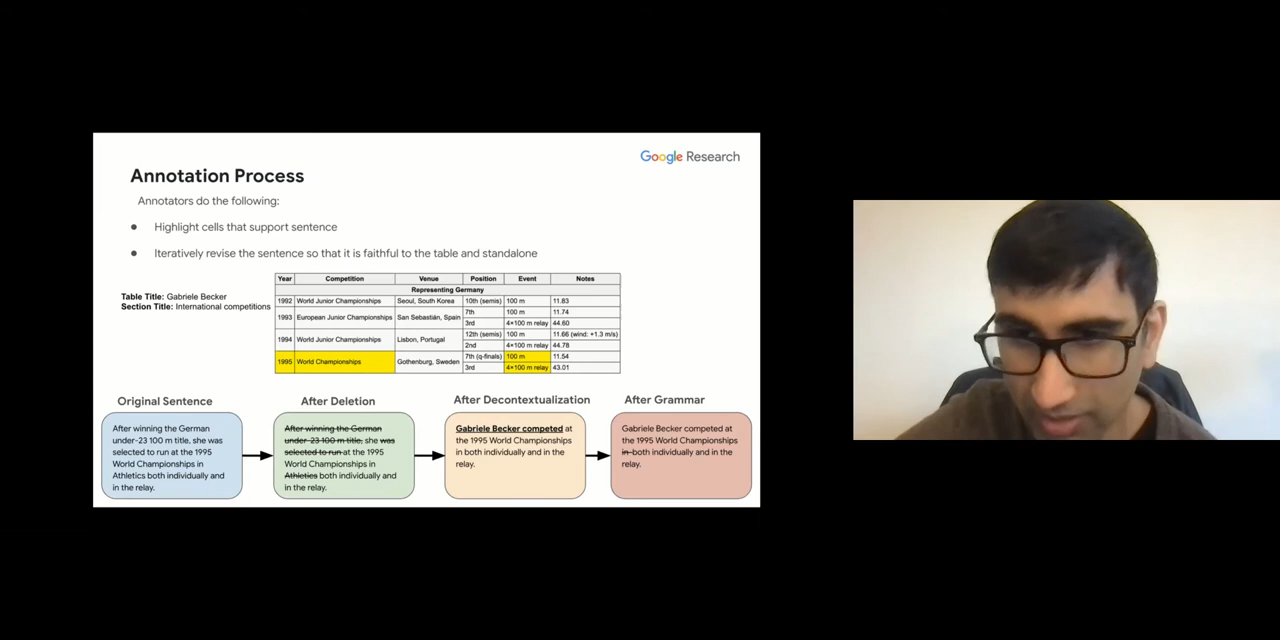 Google Research
Annotation Process
Annotators do the following:
● Highlight cells that support sentence
● Iteratively revise the sentence so that it is faithful to the table and standalone
Table Title: Gabriele Becker
Section Title: International competitions
Year Competition Venue Position Event Notes
Representing Germany
1992 World Junior Championships Seoul, South Korea 10th (semis) 100 m 11.83
1993 European Junior Championships San Sebastián, Spain 7th 100 m 11.74
3rd 4×100 m relay 44.60
1994 World Junior Championships Lisbon, Portugal 12th (semis) 100 m 11.66 (wind: +1.3 m/s)
2nd 4×100 m relay 44.78
1995 World Championships Gothenburg, Sweden 7th (q-finals) 100 m 11.54
3rd 4×100 m relay 43.01
Original Sentence
After winning the German
under-23 100 m title, she was
selected to run at the 1995
World Championships in
Athletics both individually and
in the relay.
After Deletion
After winning the German
under-23 100 m title, she was
selected to run at the 1995
World Championships in
Athletics both individually and
in the relay.
After Decontextualization
Gabriele Becker competed at
the 1995 World Championships
in both individually and in the
relay.
After Grammar
Gabriele Becker competed at
the 1995 World Championships
in both individually and in the
relay.